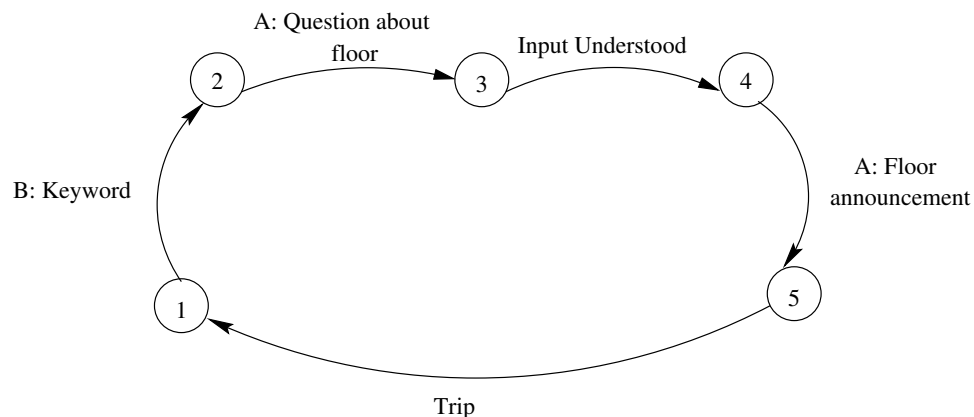 A: Question about
floor
Input Understood
2
3
4
B: Keyword
A: Floor
announcement
1
5
Trip